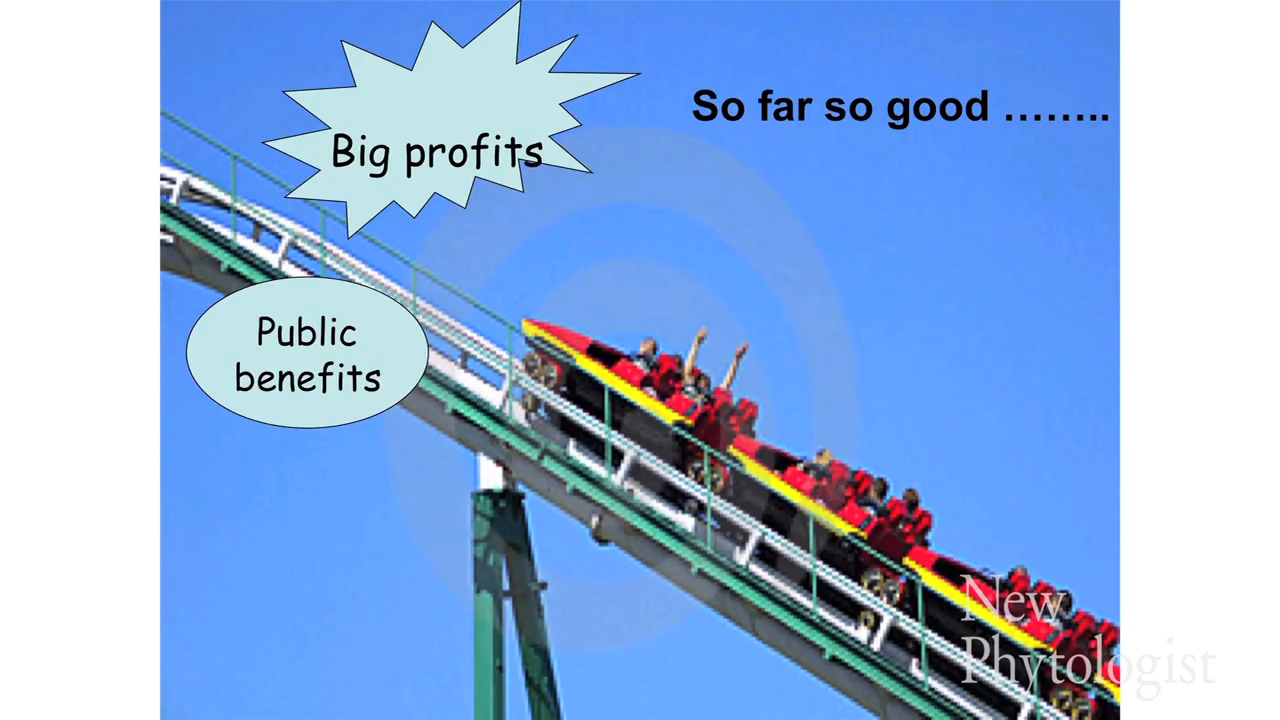 So far so good ……..
Big profits
Public
benefits
New
Phytologist